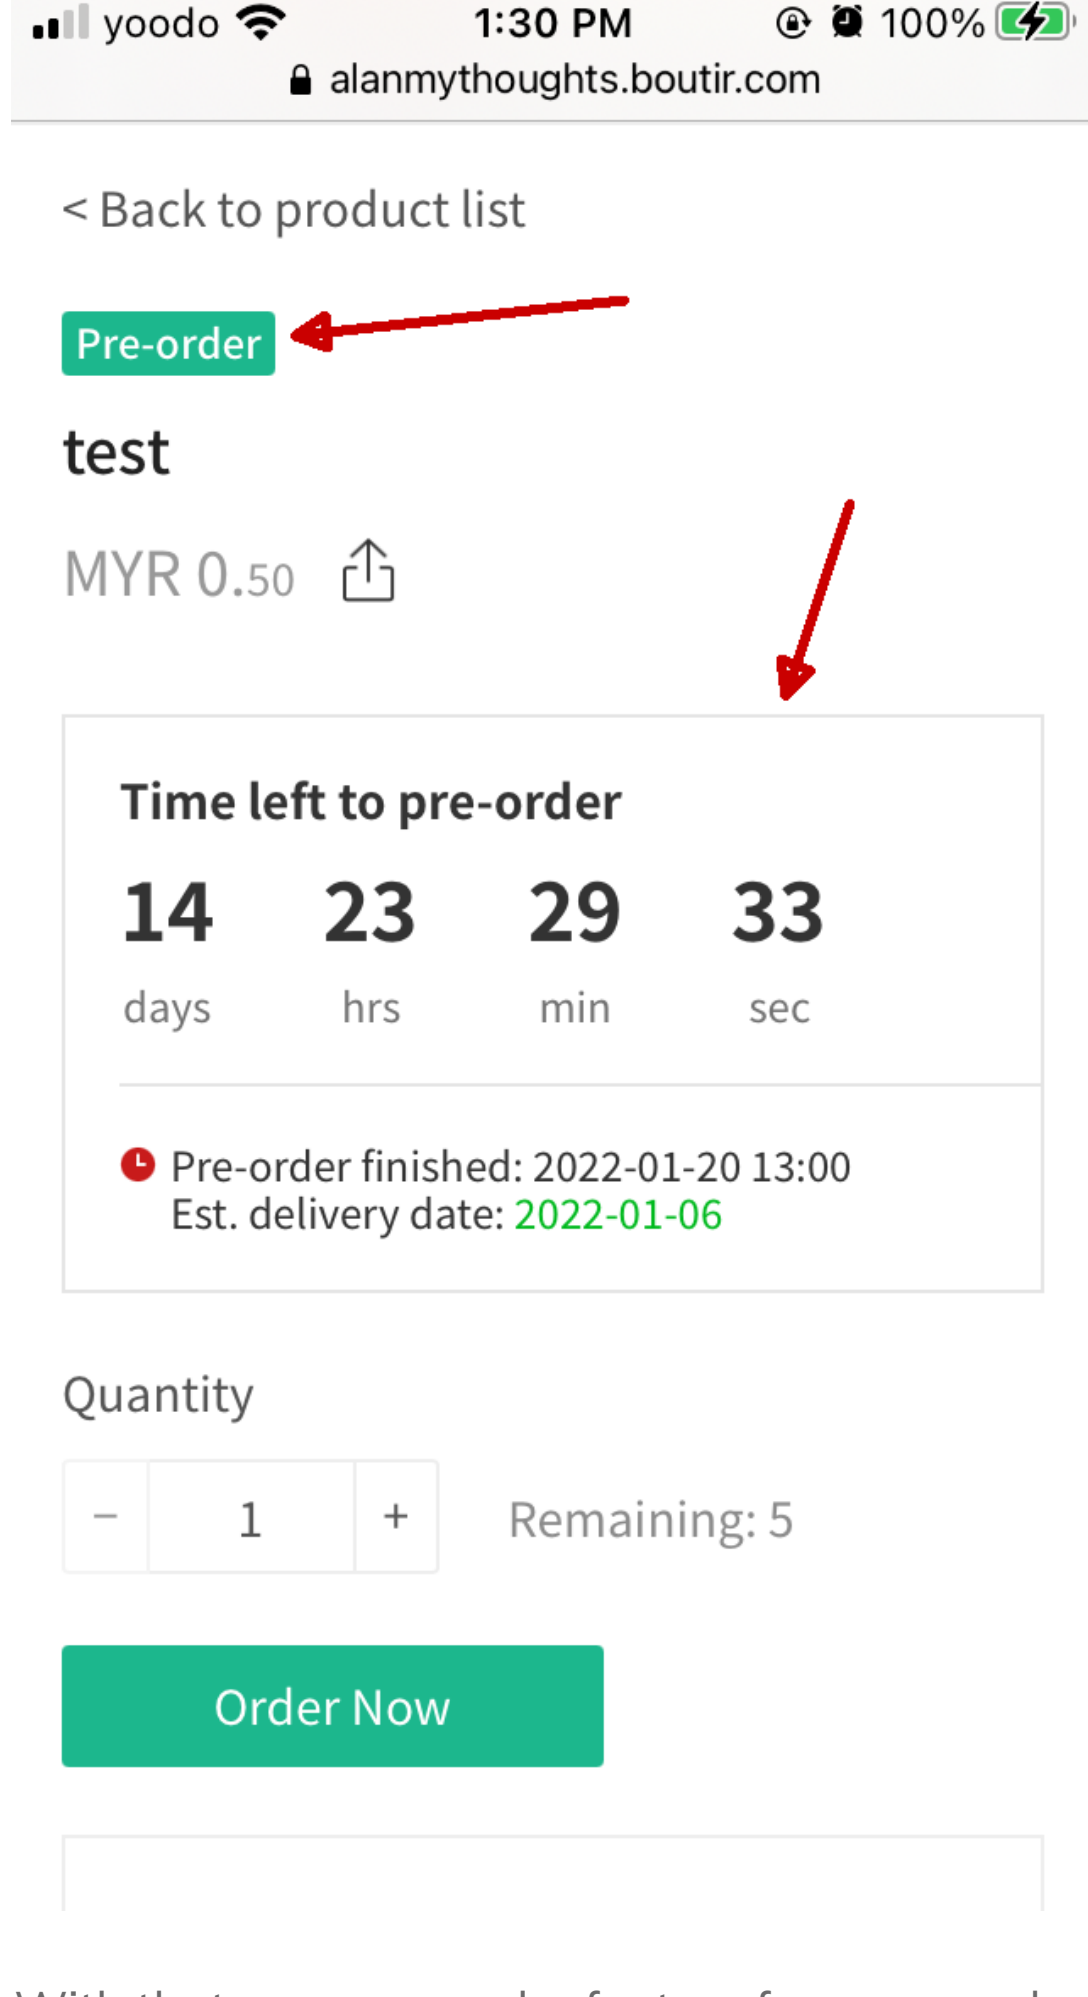 yoodo 1:30 PM 100%
alanmythoughts.boutir.com
< Back to product list
Pre-order
test
MYR 0.50
Time left to pre-order
14 23 29 33
days hrs min sec
Pre-order finished: 2022-01-20 13:00
Est. delivery date: 2022-01-06
Quantity
− 1 + Remaining: 5
Order Now